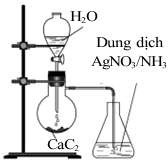 H₂O
Dung dịch
AgNO₃/NH₃
CaC₂